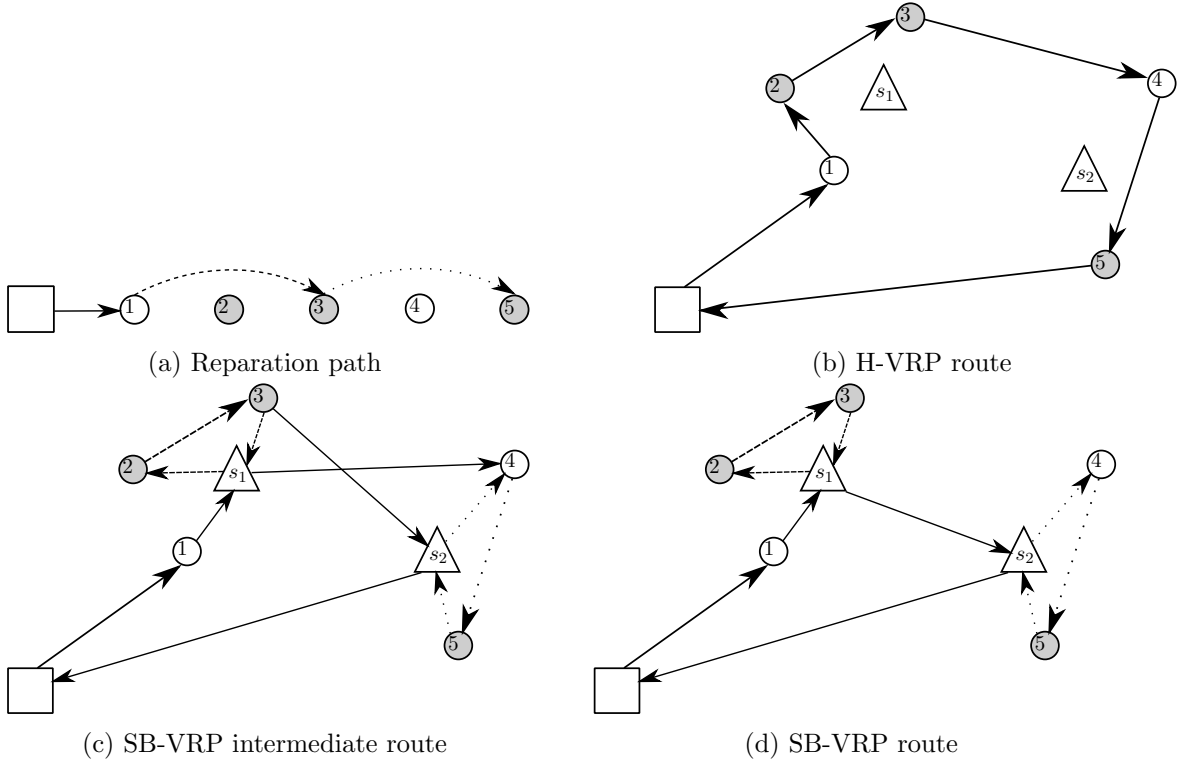 1 2 3 4 5
(a) Reparation path
3
2
s₁
4
1
s₂
5
(b) H-VRP route
3
2
s₁
4
1
s₂
5
(c) SB-VRP intermediate route
3
2
s₁
4
1
s₂
5
(d) SB-VRP route